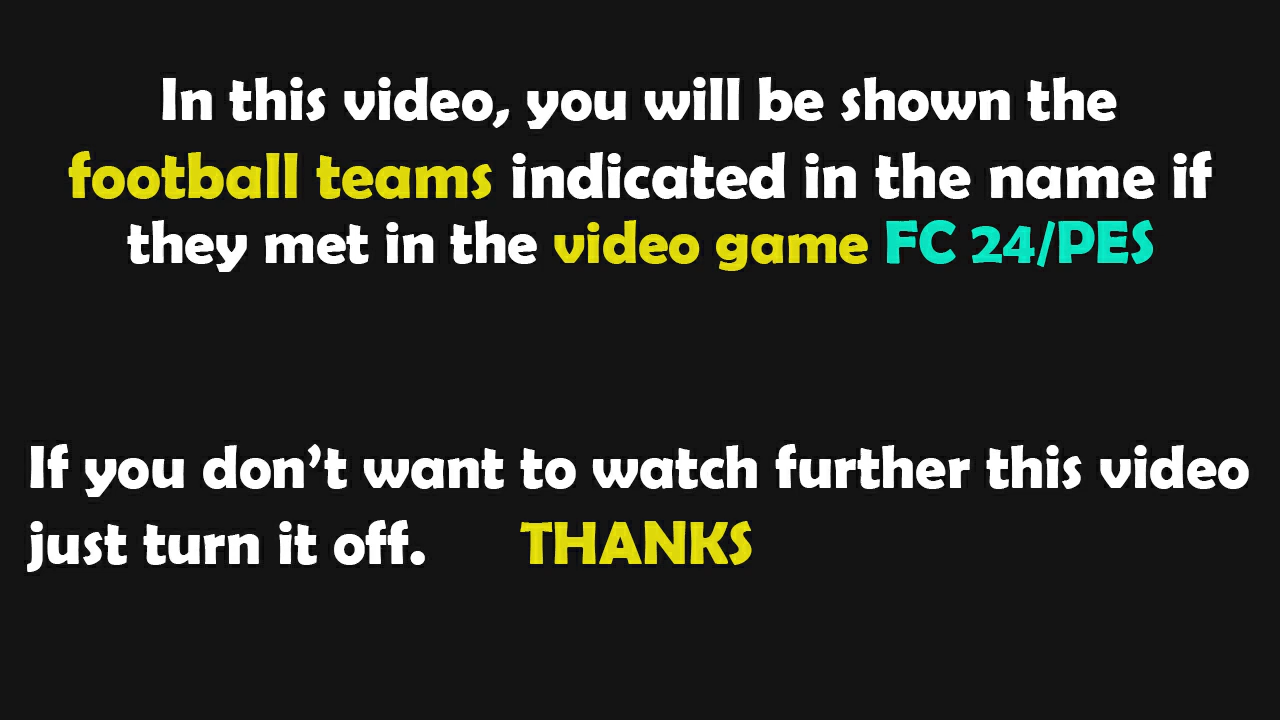 In this video, you will be shown the
football teams indicated in the name if
they met in the video game FC 24/PES
If you don't want to watch further this video
just turn it off. THANKS